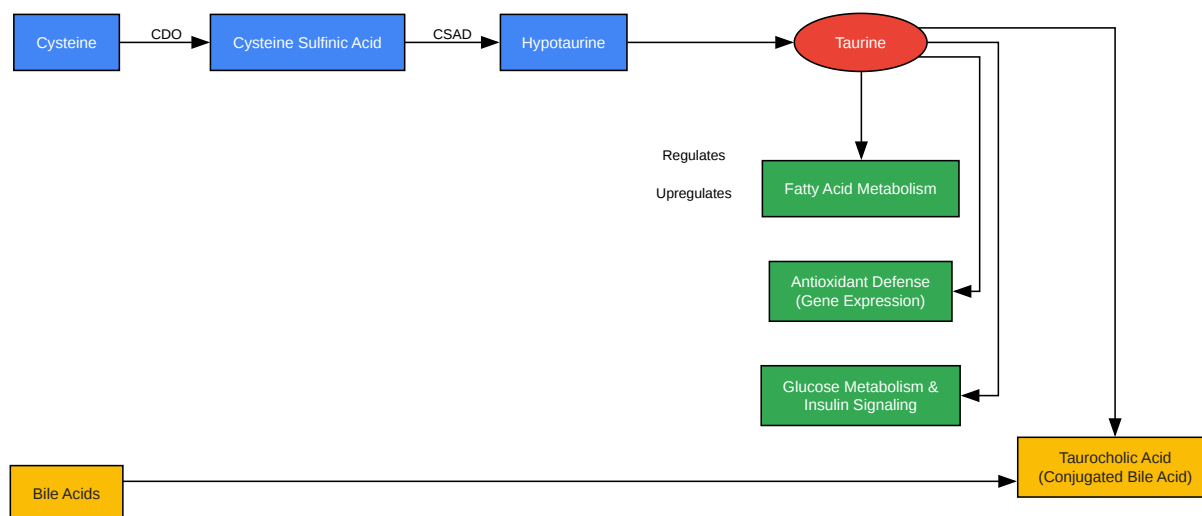 Cysteine
CDO
Cysteine Sulfinic Acid
CSAD
Hypotaurine
Taurine
Regulates
Upregulates
Fatty Acid Metabolism
Antioxidant Defense
(Gene Expression)
Glucose Metabolism &
Insulin Signaling
Bile Acids
Taurocholic Acid
(Conjugated Bile Acid)